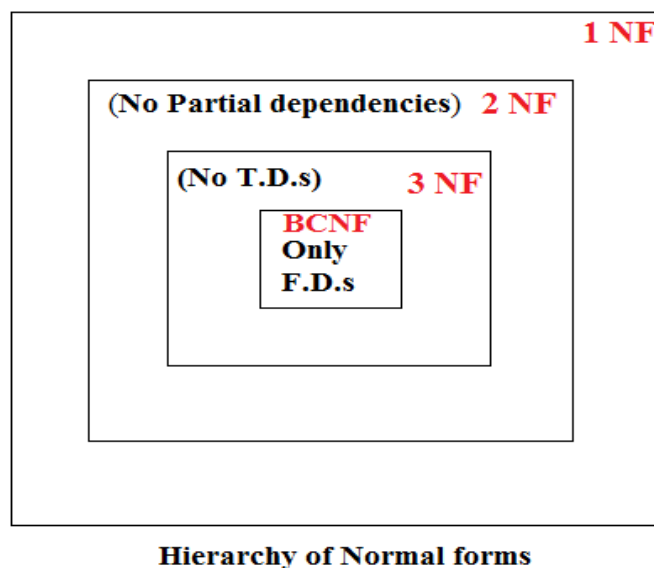 1 NF
(No Partial dependencies) 2 NF
(No T.D.s) 3 NF
BCNF
Only
F.D.s
Hierarchy of Normal forms